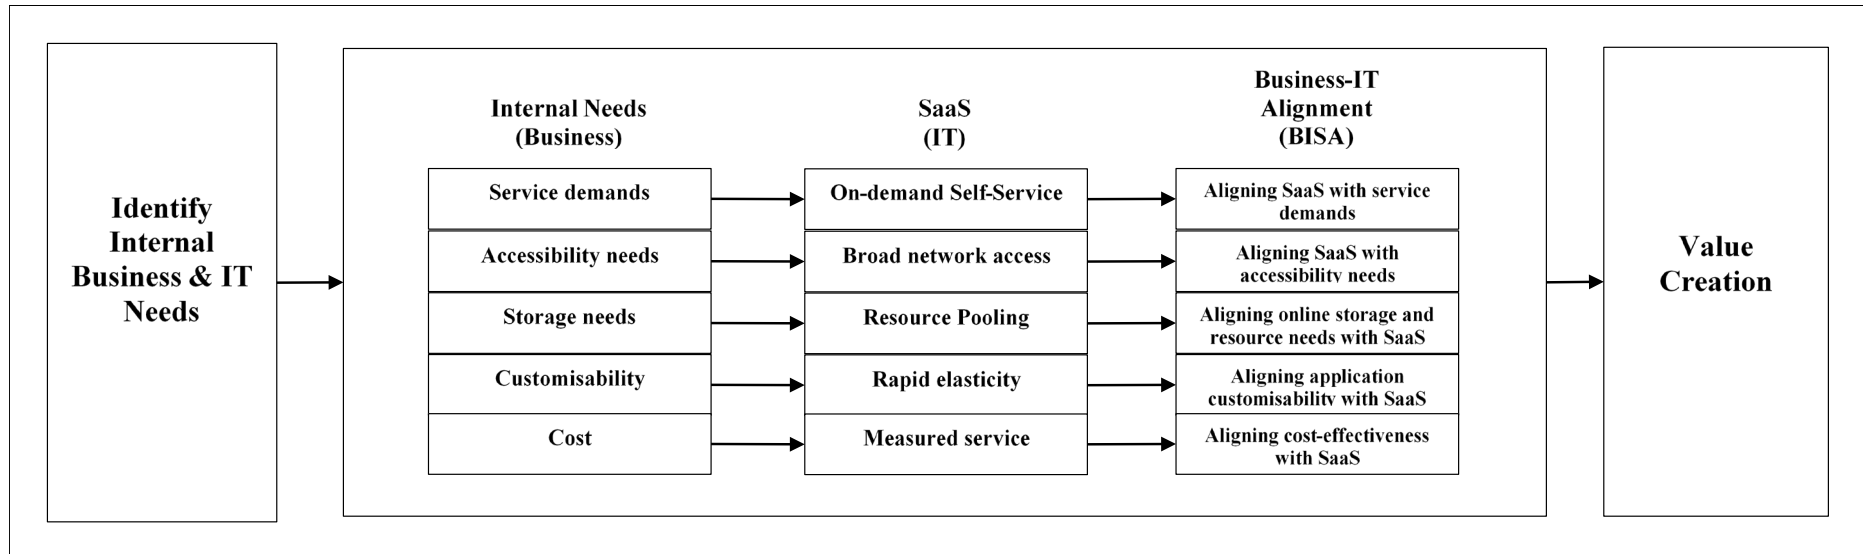 Identify
Internal
Business & IT
Needs
Internal Needs
(Business)
SaaS
(IT)
Business-IT
Alignment
(BISA)
Service demands
On-demand Self-Service
Aligning SaaS with service
demands
Accessibility needs
Broad network access
Aligning SaaS with
accessibility needs
Storage needs
Resource Pooling
Aligning online storage and
resource needs with SaaS
Customisability
Rapid elasticity
Aligning application
customisability with SaaS
Cost
Measured service
Aligning cost-effectiveness
with SaaS
Value
Creation